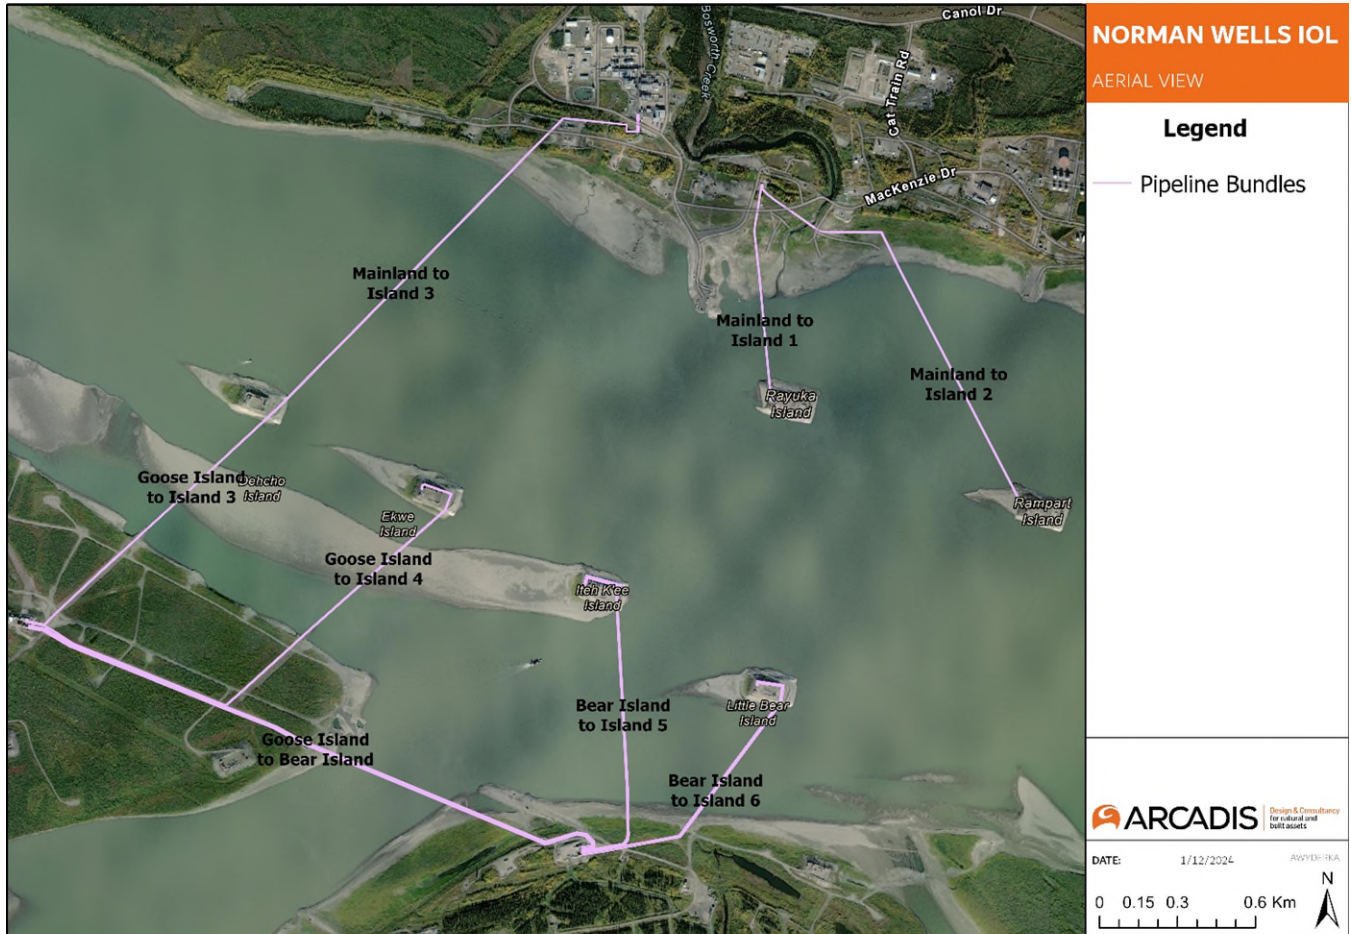 Bosworth Creek
Canol Dr
Cat-Train Rd
MacKenzie Dr
Mainland to
Island 3
Mainland to
Island 1
Mainland to
Island 2
Rayuka
Island
Rampart
Island
Goose Island
to Island 3
Dehcho
Island
Ekwe
Island
Goose Island
to Island 4
Iteh K'ee
Island
Bear Island
to Island 5
Little Bear
Island
Goose Island
to Bear Island
Bear Island
to Island 6
NORMAN WELLS IOL
AERIAL VIEW
Legend
Pipeline Bundles
ARCADIS
Design & Consultancy
for natural and
built assets
DATE:
1/12/2024
AWYDERKA
N
0 0.15 0.3 0.6 Km